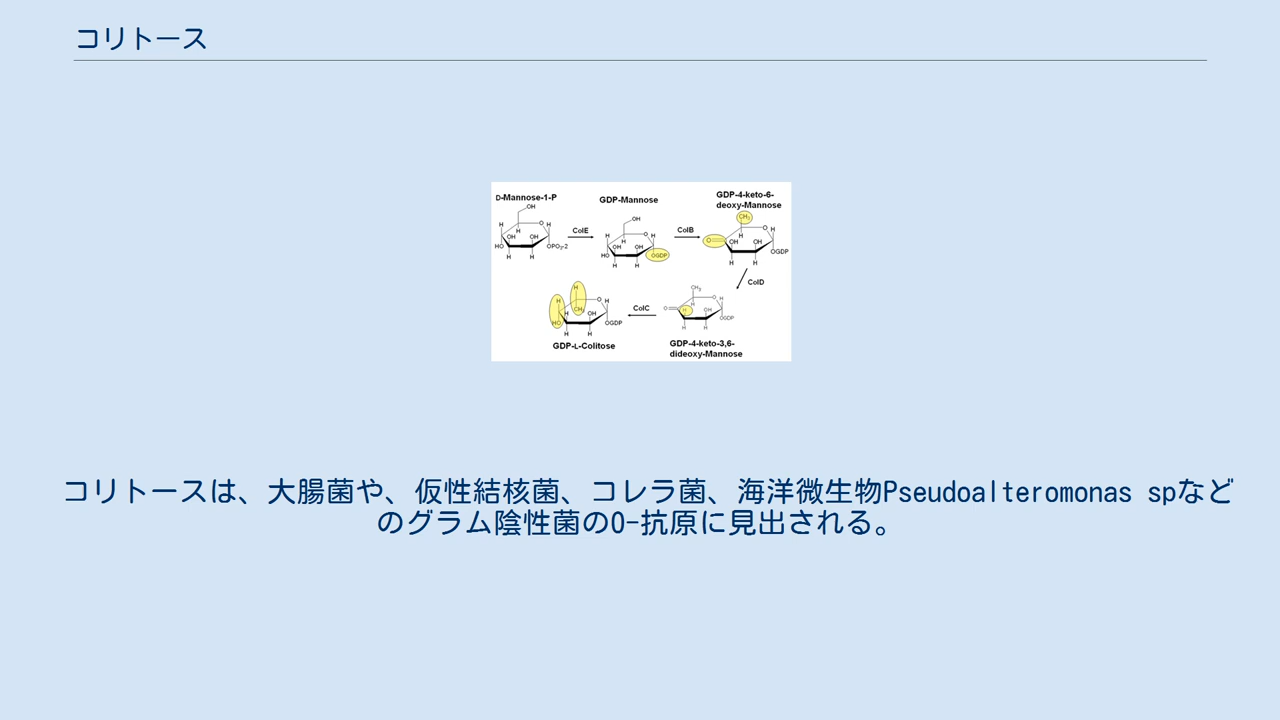 コリトース
D-Mannose-1-P
GDP-Mannose
GDP-4-keto-6-
deoxy-Mannose
ColE
ColB
ColD
ColC
GDP-L-Colitose
GDP-4-keto-3,6-
dideoxy-Mannose
コリトースは、大腸菌や、仮性結核菌、コレラ菌、海洋微生物Pseudoalteromonas spなど
のグラム陰性菌のO-抗原に見出される。